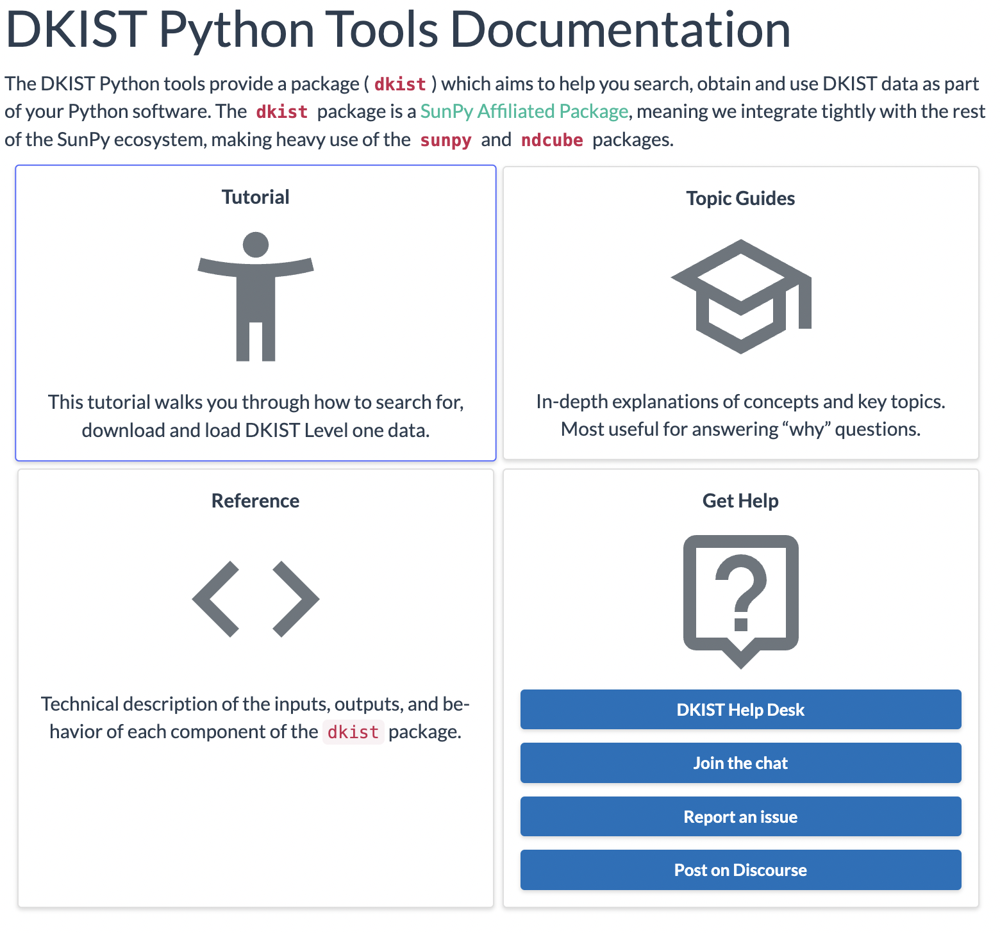 DKIST Python Tools Documentation
The DKIST Python tools provide a package ( dkist ) which aims to help you search, obtain and use DKIST data as part
of your Python software. The dkist package is a SunPy Affiliated Package, meaning we integrate tightly with the rest
of the SunPy ecosystem, making heavy use of the sunpy and ndcube packages.
Tutorial
This tutorial walks you through how to search for,
download and load DKIST Level one data.
Topic Guides
In-depth explanations of concepts and key topics.
Most useful for answering “why” questions.
Reference
Technical description of the inputs, outputs, and be-
havior of each component of the dkist package.
Get Help
?
DKIST Help Desk
Join the chat
Report an issue
Post on Discourse